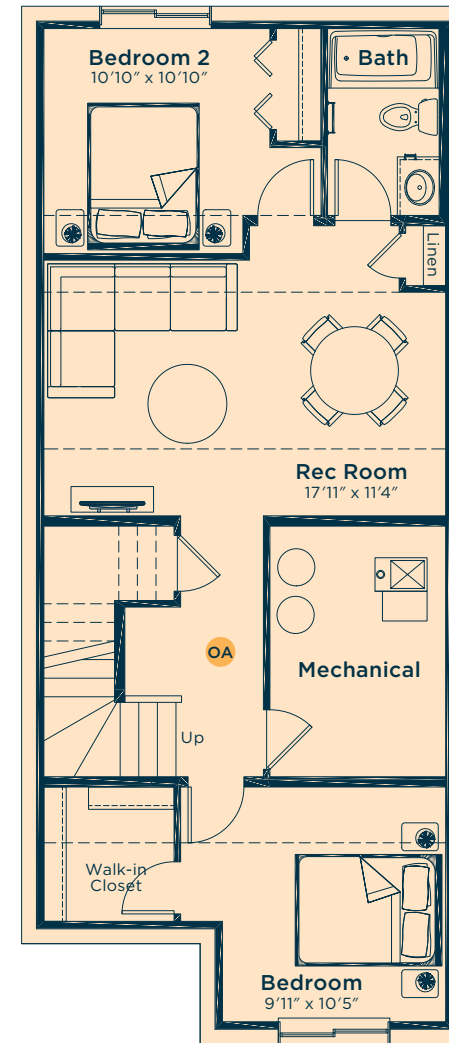 Bedroom 2
10'10" x 10'10"
Bath
Linen
Rec Room
17'11" x 11'4"
OA
Mechanical
Up
Walk-in
Closet
Bedroom
9'11" x 10'5"